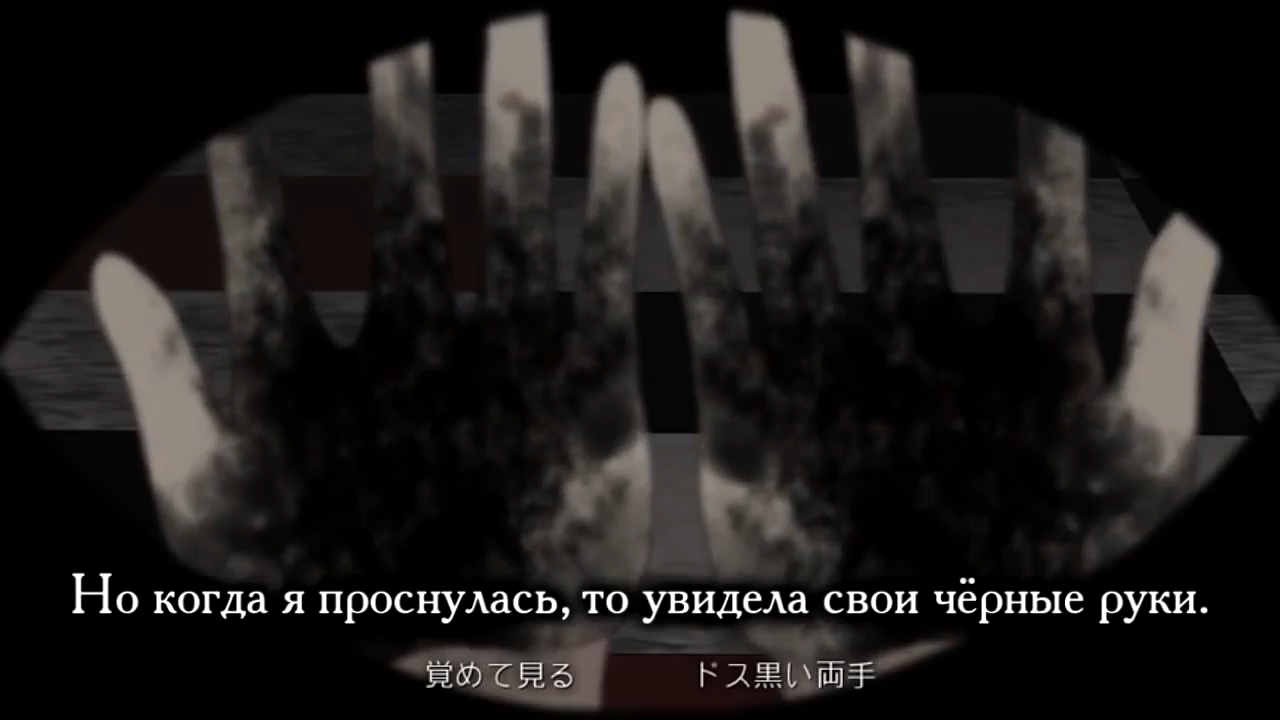 Но когда я проснулась, то увидела свои чёрные руки.
覚めて見る ドス黒い両手